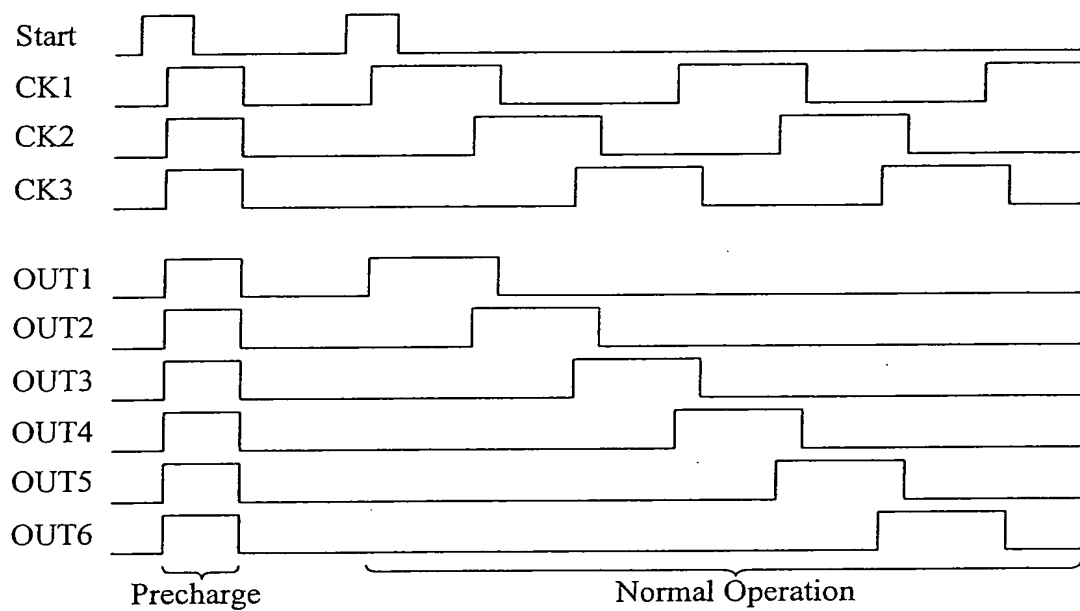 Start
CK1
CK2
CK3
OUT1
OUT2
OUT3
OUT4
OUT5
OUT6
Precharge
Normal Operation